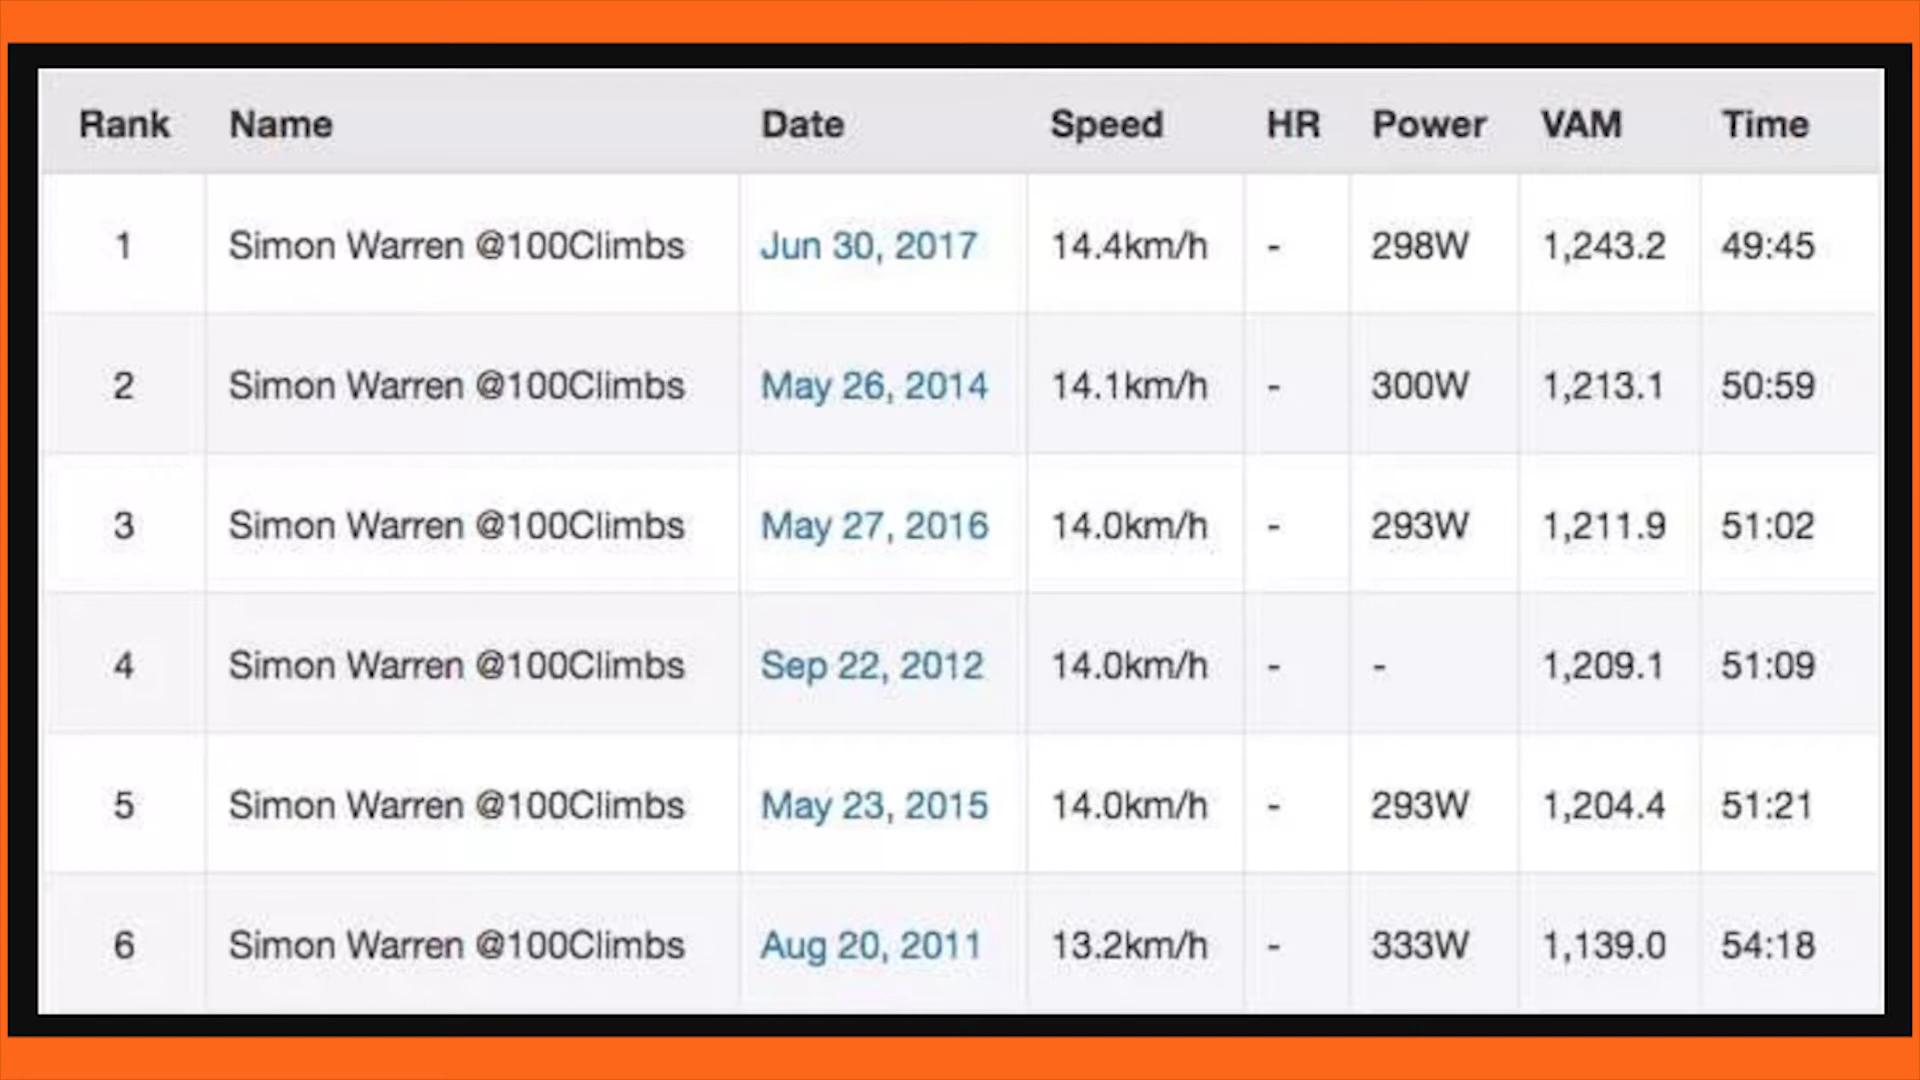 Rank Name Date Speed HR Power VAM Time
1 Simon Warren @100Climbs Jun 30, 2017 14.4km/h - 298W 1,243.2 49:45
2 Simon Warren @100Climbs May 26, 2014 14.1km/h - 300W 1,213.1 50:59
3 Simon Warren @100Climbs May 27, 2016 14.0km/h - 293W 1,211.9 51:02
4 Simon Warren @100Climbs Sep 22, 2012 14.0km/h - - 1,209.1 51:09
5 Simon Warren @100Climbs May 23, 2015 14.0km/h - 293W 1,204.4 51:21
6 Simon Warren @100Climbs Aug 20, 2011 13.2km/h - 333W 1,139.0 54:18